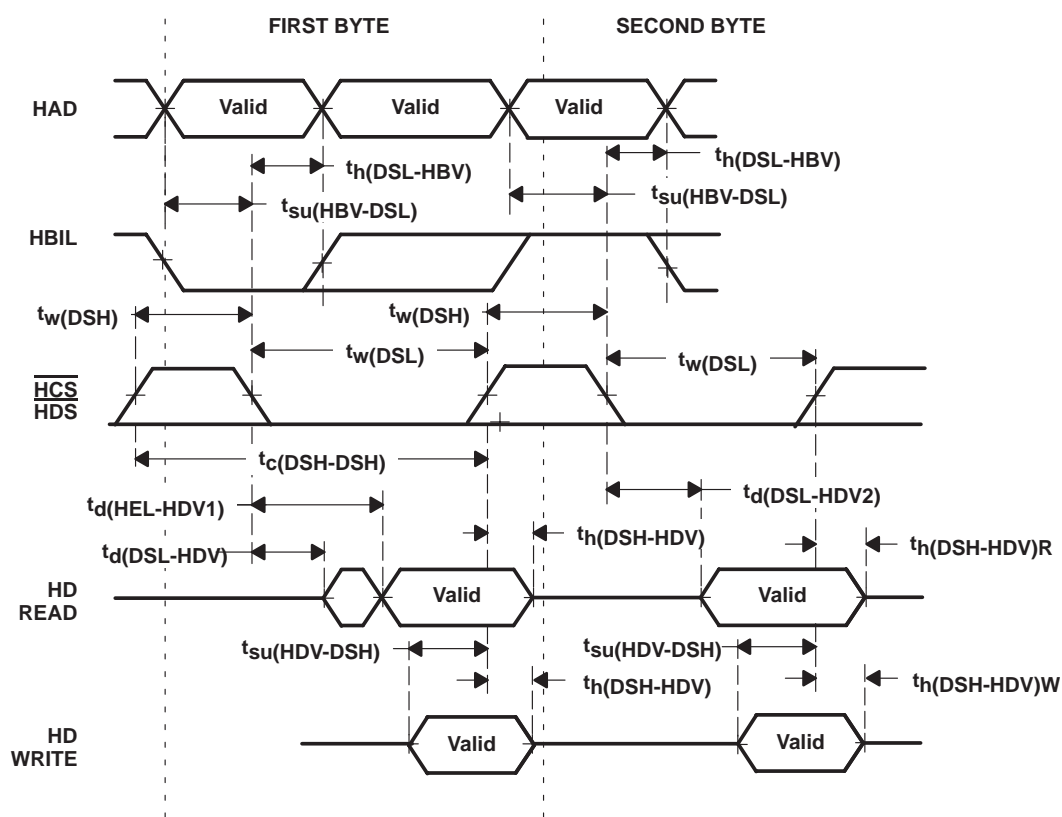 FIRST BYTE
SECOND BYTE
HAD
Valid
Valid
Valid
th(DSL-HBV)
th(DSL-HBV)
tsu(HBV-DSL)
tsu(HBV-DSL)
HBIL
tw(DSH)
tw(DSH)
tw(DSL)
tw(DSL)
HCS
HDS
tc(DSH-DSH)
td(HEL-HDV1)
td(DSL-HDV2)
th(DSH-HDV)
th(DSH-HDV)R
td(DSL-HDV)
HD
READ
Valid
Valid
tsu(HDV-DSH)
tsu(HDV-DSH)
th(DSH-HDV)
th(DSH-HDV)W
HD
WRITE
Valid
Valid